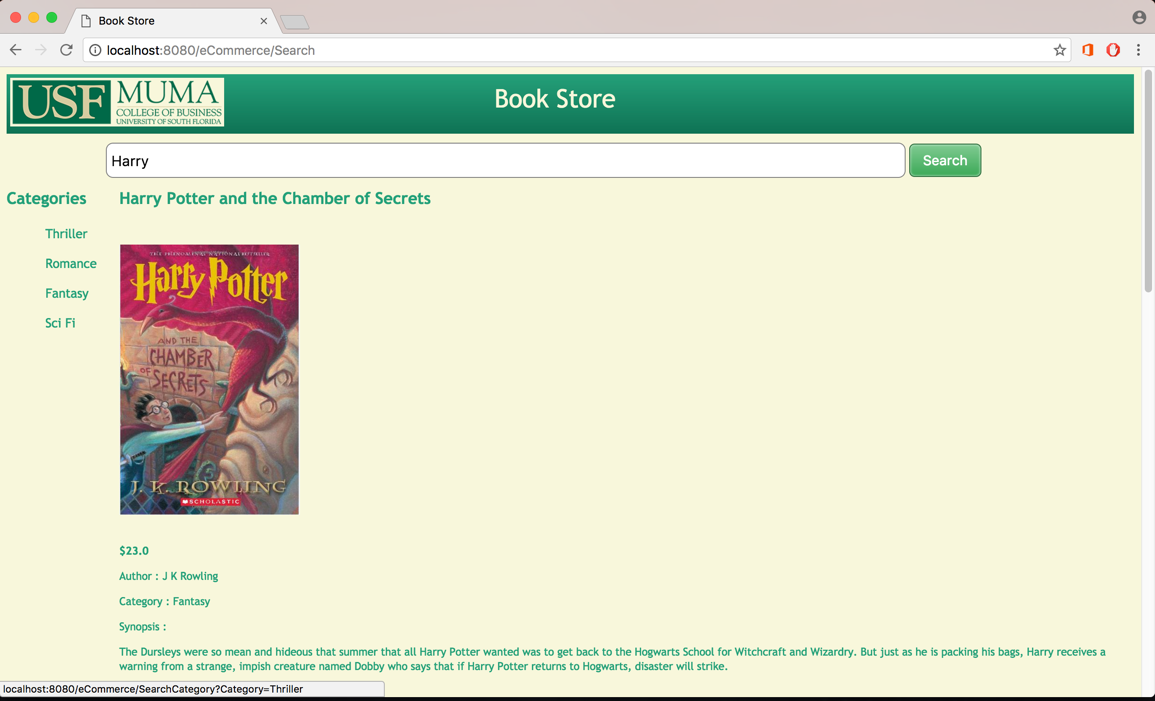 Book Store
localhost:8080/eCommerce/Search
USF
MUMA
COLLEGE OF BUSINESS
UNIVERSITY OF SOUTH FLORIDA
Book Store
Harry
Search
Categories
Thriller
Romance
Fantasy
Sci Fi
Harry Potter and the Chamber of Secrets
Harry Potter
AND THE
CHAMBER
OF SECRETS
J. K. ROWLING
SCHOLASTIC
$23.0
Author : J K Rowling
Category : Fantasy
Synopsis :
The Dursleys were so mean and hideous that summer that all Harry Potter wanted was to get back to the Hogwarts School for Witchcraft and Wizardry. But just as he is packing his bags, Harry receives a
warning from a strange, impish creature named Dobby who says that if Harry Potter returns to Hogwarts, disaster will strike.
localhost:8080/eCommerce/SearchCategory?Category=Thriller